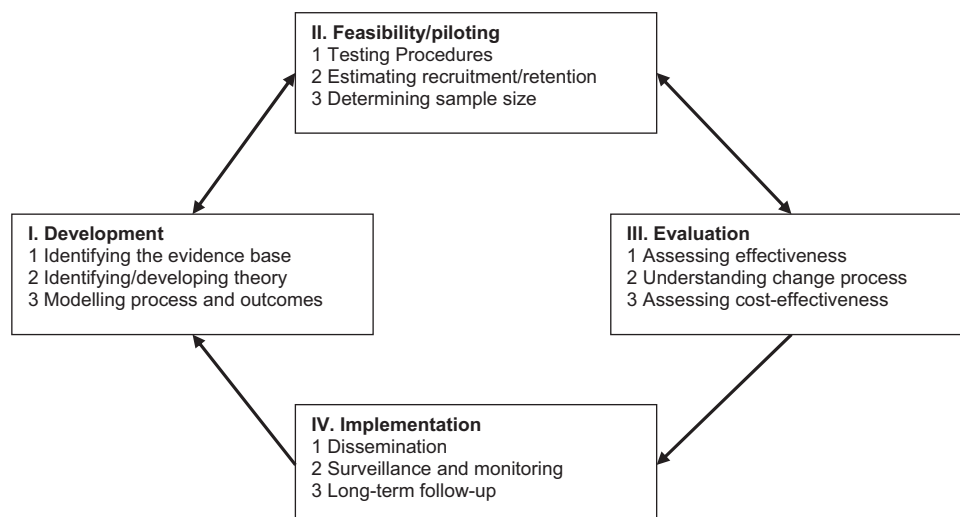 II. Feasibility/piloting
1 Testing Procedures
2 Estimating recruitment/retention
3 Determining sample size
I. Development
1 Identifying the evidence base
2 Identifying/developing theory
3 Modelling process and outcomes
III. Evaluation
1 Assessing effectiveness
2 Understanding change process
3 Assessing cost-effectiveness
IV. Implementation
1 Dissemination
2 Surveillance and monitoring
3 Long-term follow-up